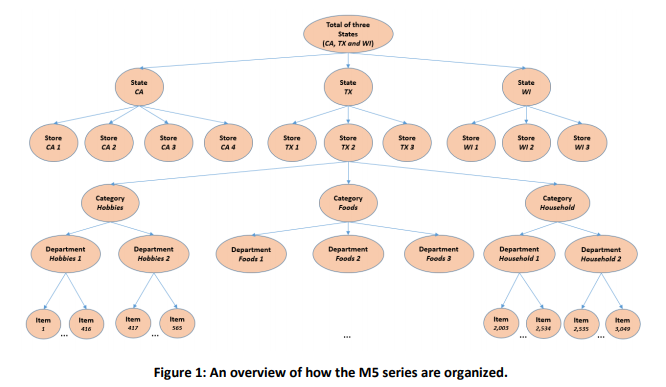 Total of three
States
(CA, TX and WI)
State
CA
State
TX
State
WI
Store
CA 1
Store
CA 2
Store
CA 3
Store
CA 4
Store
TX 1
Store
TX 2
Store
TX 3
Store
WI 1
Store
WI 2
Store
WI 3
Category
Hobbies
Category
Foods
Category
Household
Department
Hobbies 1
Department
Hobbies 2
Department
Foods 1
Department
Foods 2
Department
Foods 3
Department
Household 1
Department
Household 2
Item
1
...
Item
416
Item
417
...
Item
565
...
Item
2,003
...
Item
2,534
Item
2,535
...
Item
3,049
Figure 1: An overview of how the M5 series are organized.